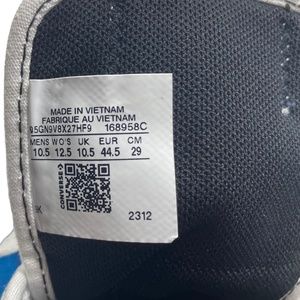 MADE IN VIETNAM
FABRIQUE AU VIETNAM
9.5GN9V8X27HF9 168958C
MENS WO'S UK EUR CM
10.5 12.5 10.5 44.5 29
CONVERSE
2312